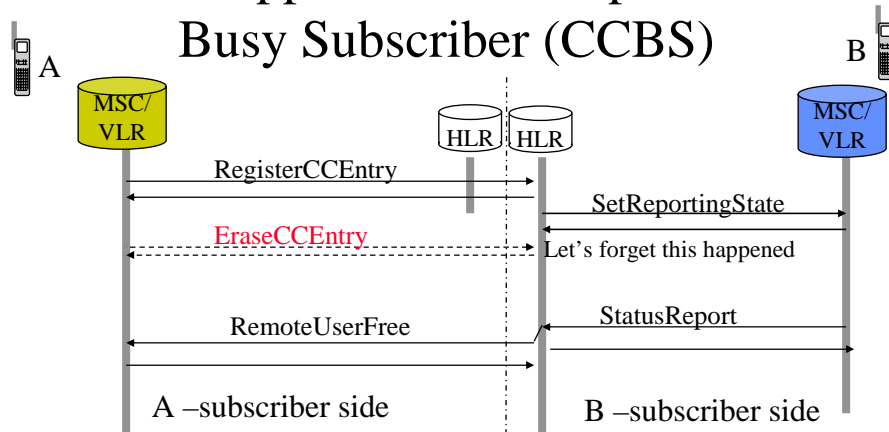 Busy Subscriber (CCBS)
A
B
MSC/
VLR
HLR
HLR
MSC/
VLR
RegisterCCEntry
SetReportingState
EraseCCEntry
Let’s forget this happened
StatusReport
RemoteUserFree
A –subscriber side
B –subscriber side